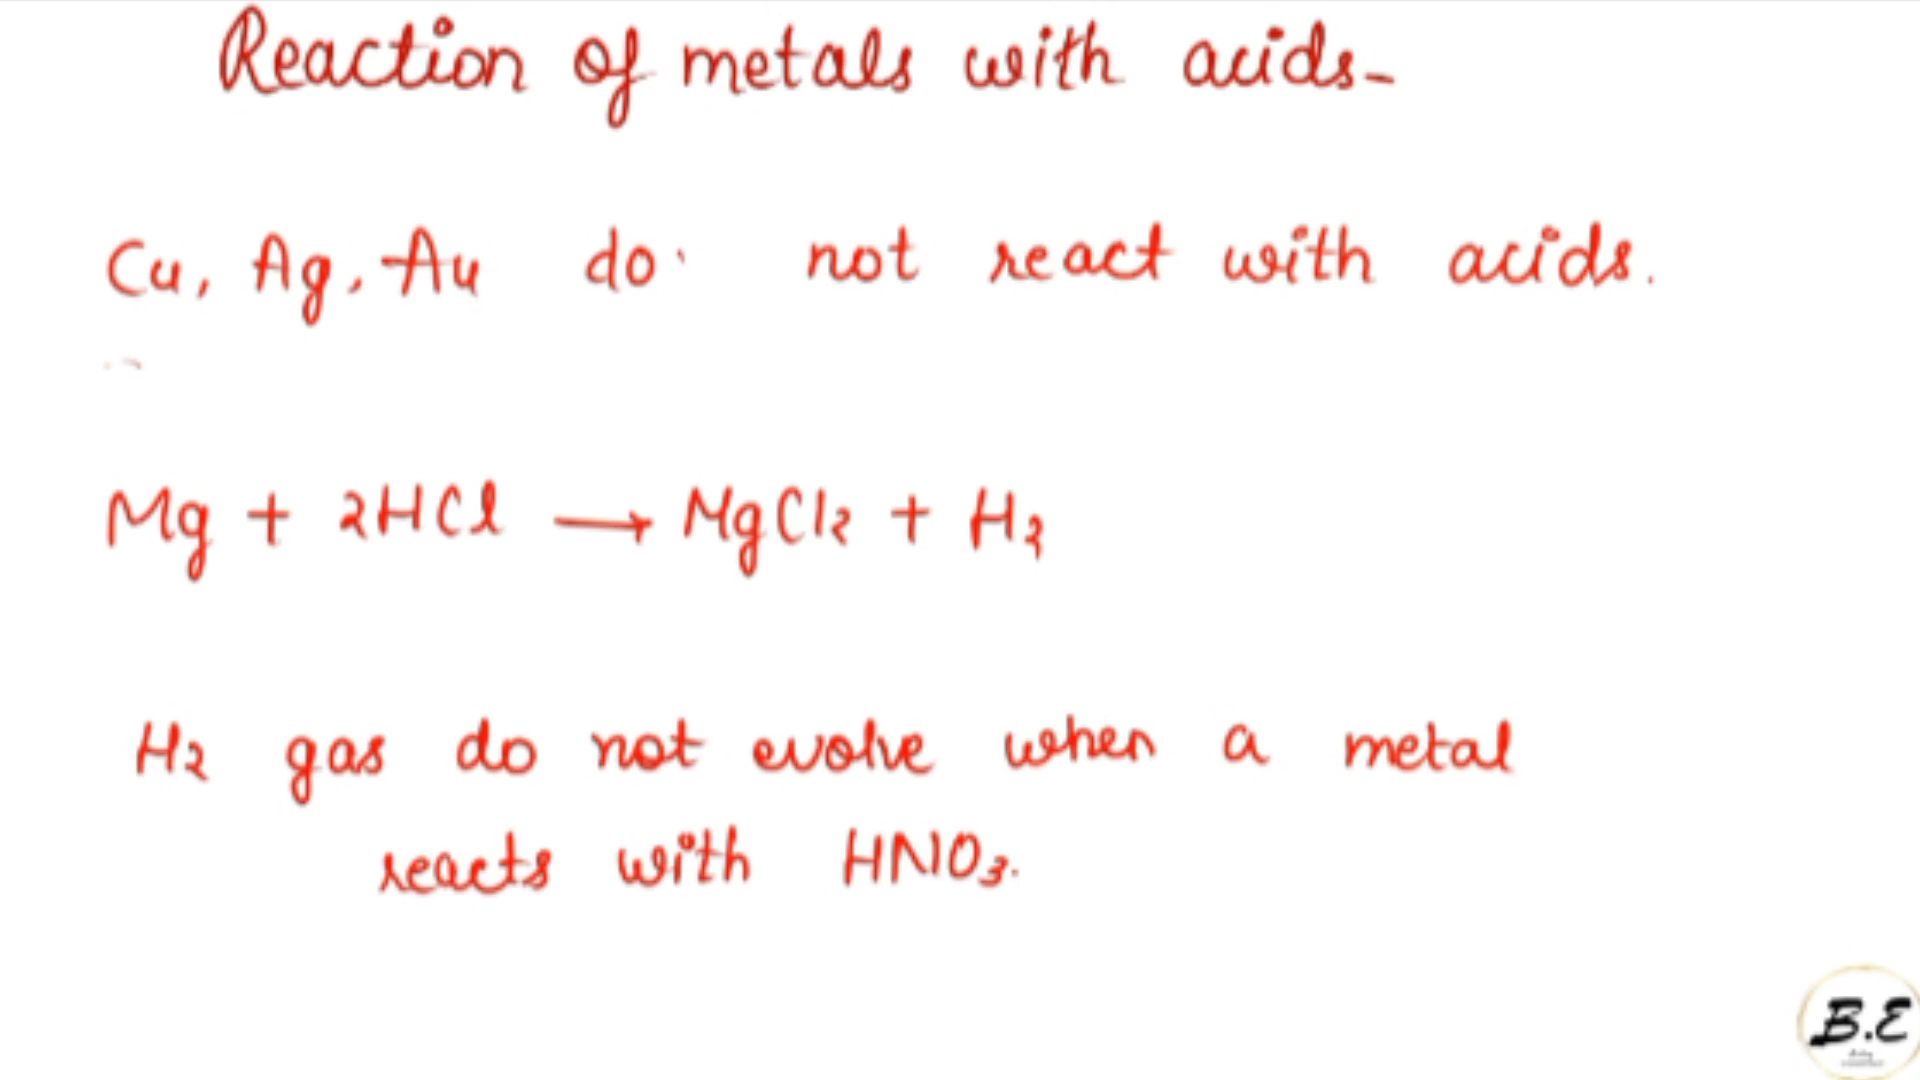 Reaction of metals with acids-
Cu, Ag, Au do not react with acids.
Mg + 2HCl → MgCl2 + H2
H2 gas do not evolve when a metal
reacts with HNO3.
B.E